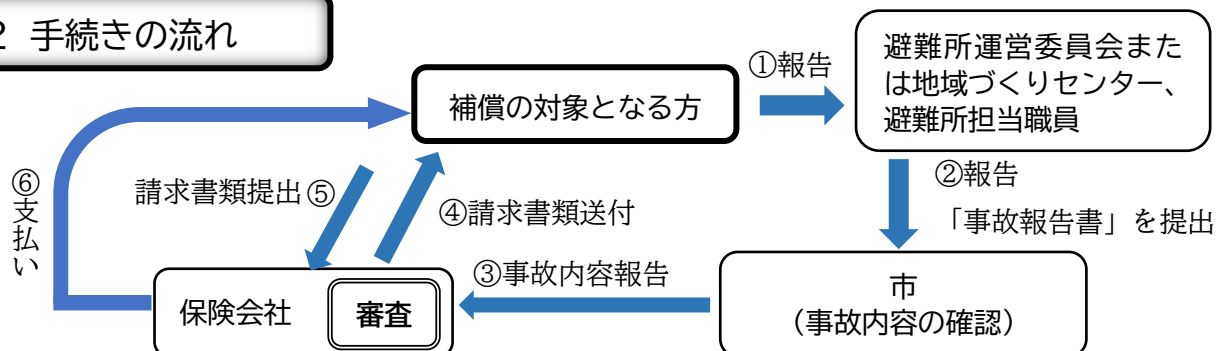 2 手続きの流れ
補償の対象となる方
①報告
避難所運営委員会また
は地域づくりセンター、
避難所担当職員
②報告
「事故報告書」を提出
市
(事故内容の確認)
③事故内容報告
保険会社
審査
④請求書類送付
請求書類提出⑤
⑥支払い